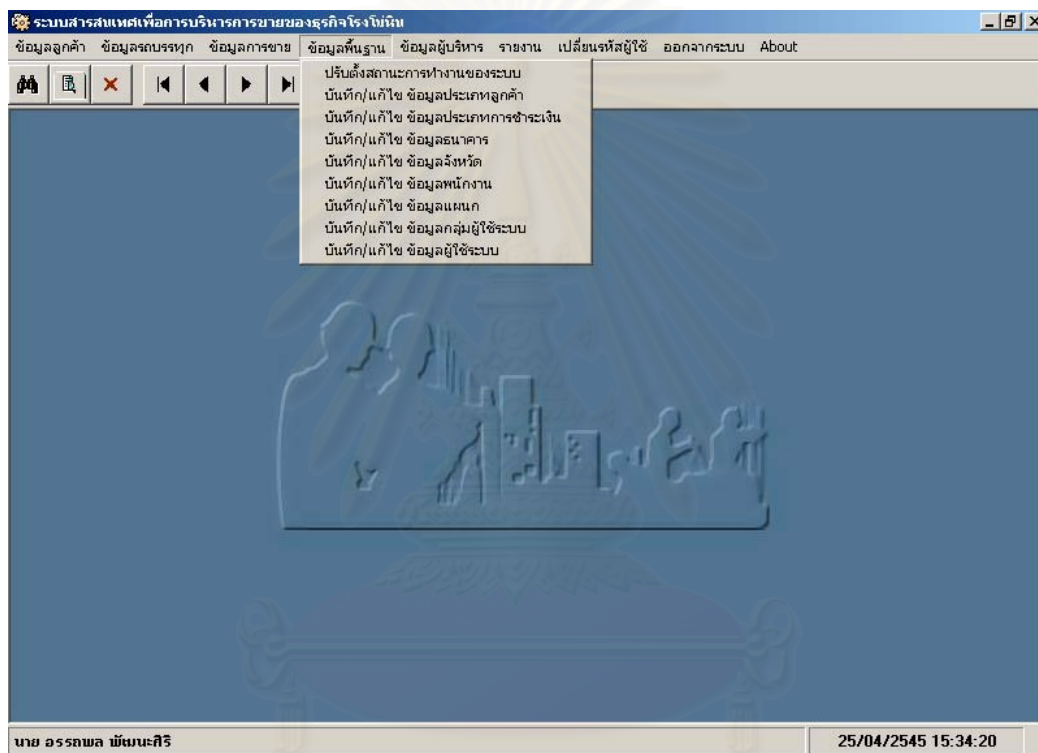 ระบบสารสนเทศเพื่อการบริหารการขายของธุรกิจโรงโม่หิน
ข้อมูลลูกค้า ข้อมูลรถบรรทุก ข้อมูลการขาย ข้อมูลพื้นฐาน ข้อมูลผู้บริหาร รายงาน เปลี่ยนรหัสผู้ใช้ ออกจากระบบ About
ปรับตั้งสถานะการทำงานของระบบ
บันทึก/แก้ไข ข้อมูลประเภทลูกค้า
บันทึก/แก้ไข ข้อมูลประเภทการชำระเงิน
บันทึก/แก้ไข ข้อมูลธนาคาร
บันทึก/แก้ไข ข้อมูลจังหวัด
บันทึก/แก้ไข ข้อมูลพนักงาน
บันทึก/แก้ไข ข้อมูลแผนก
บันทึก/แก้ไข ข้อมูลกลุ่มผู้ใช้ระบบ
บันทึก/แก้ไข ข้อมูลผู้ใช้ระบบ
นาย อรรถพล พัฒนะศิริ 25/04/2545 15:34:20